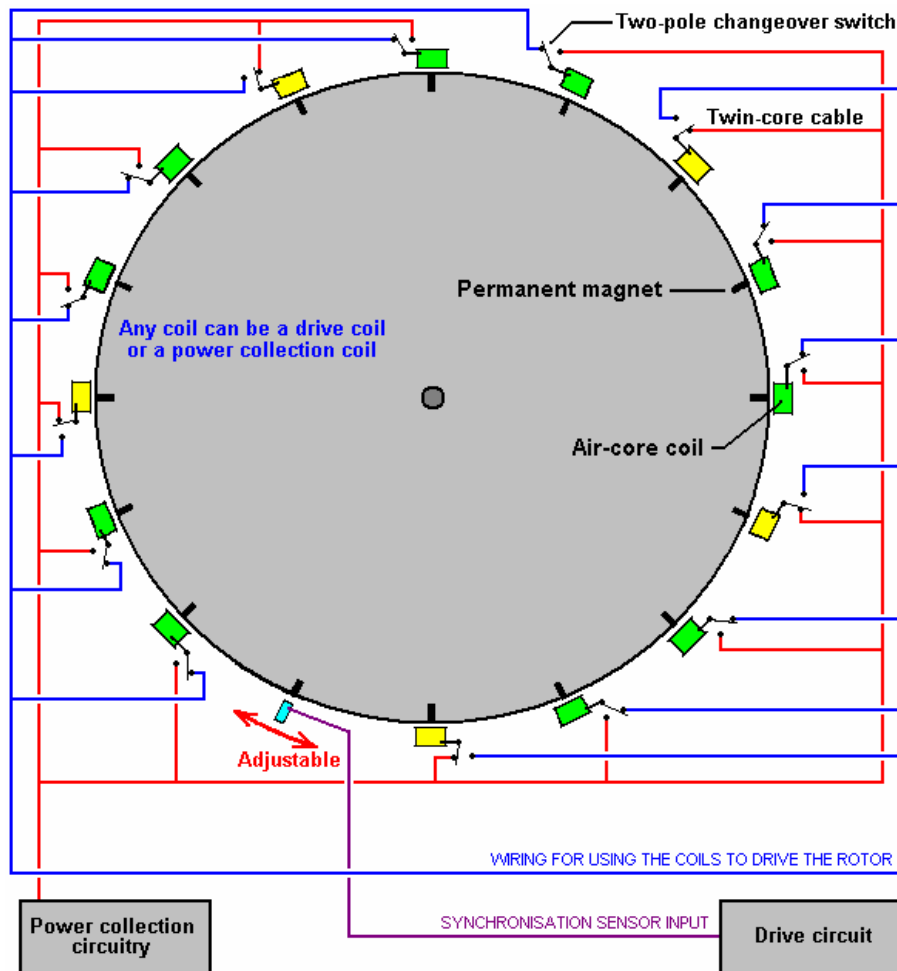 Two-pole changeover switch
Twin-core cable
Permanent magnet
Any coil can be a drive coil
or a power collection coil
Air-core coil
Adjustable
WIRING FOR USING THE COILS TO DRIVE THE ROTOR
Power collection
circuitry
SYNCHRONISATION SENSOR INPUT
Drive circuit